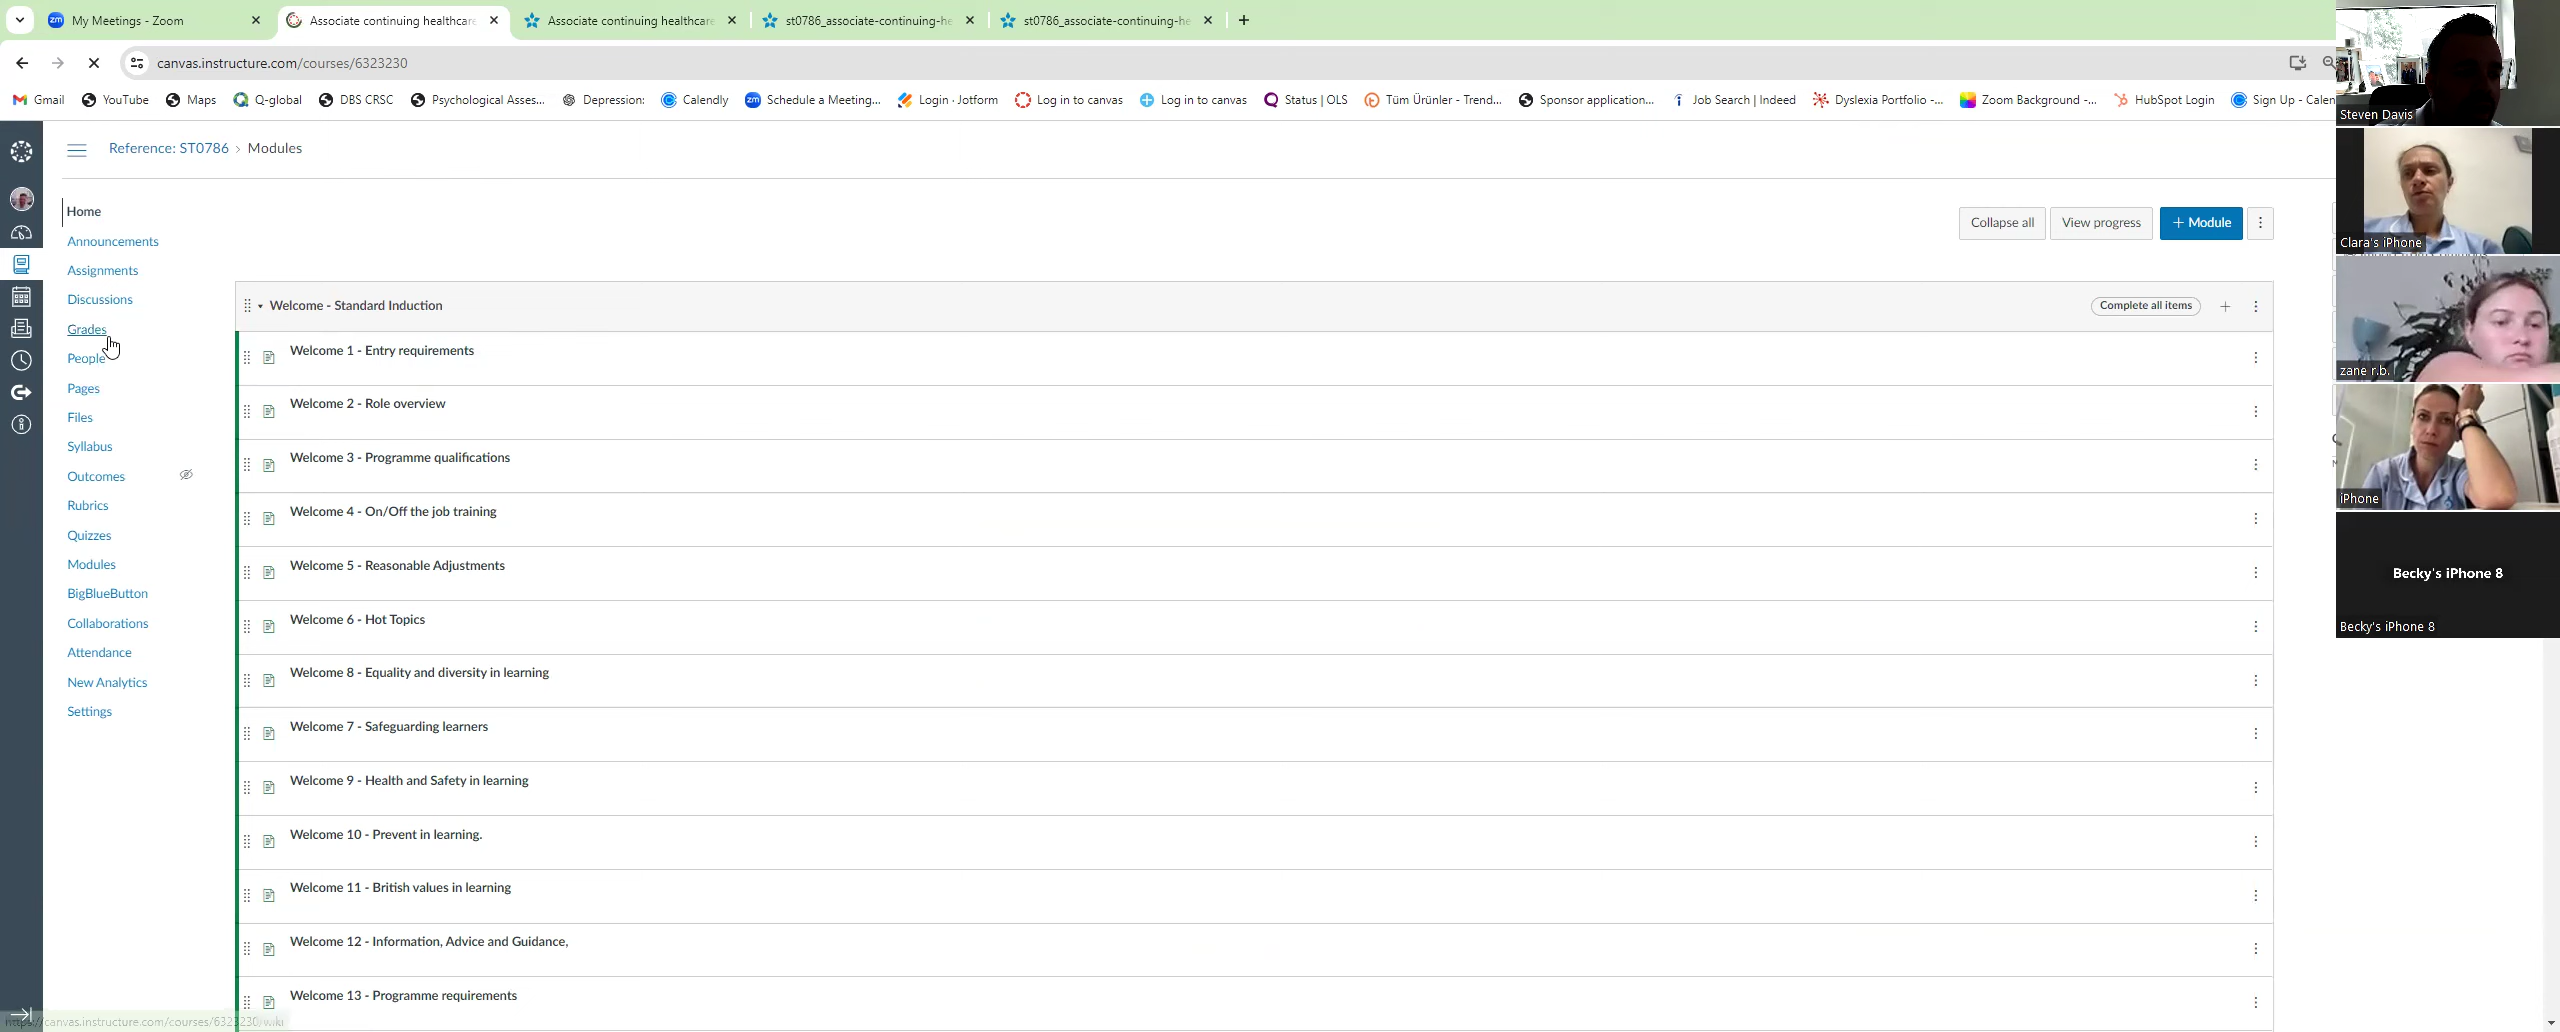 My Meetings - Zoom
Associate continuing healthcare
Associate continuing healthcare
st0786_associate-continuing-he
st0786_associate-continuing-he
canvas.instructure.com/courses/6323230
Gmail
YouTube
Maps
Q-global
DBS CRSC
Psychological Asses...
Depression:
Calendly
Schedule a Meeting...
Login · Jotform
Log in to canvas
Log in to canvas
Status | OLS
Tüm Ürünler - Trend...
Sponsor application...
Job Search | Indeed
Dyslexia Portfolio -...
Zoom Background -...
HubSpot Login
Sign Up - Calen
Reference: ST0786 › Modules
Home
Announcements
Assignments
Discussions
Grades
People
Pages
Files
Syllabus
Outcomes
Rubrics
Quizzes
Modules
BigBlueButton
Collaborations
Attendance
New Analytics
Settings
Collapse all
View progress
+ Module
Welcome - Standard Induction
Complete all items
Welcome 1 - Entry requirements
Welcome 2 - Role overview
Welcome 3 - Programme qualifications
Welcome 4 - On/Off the job training
Welcome 5 - Reasonable Adjustments
Welcome 6 - Hot Topics
Welcome 8 - Equality and diversity in learning
Welcome 7 - Safeguarding learners
Welcome 9 - Health and Safety in learning
Welcome 10 - Prevent in learning.
Welcome 11 - British values in learning
Welcome 12 - Information, Advice and Guidance,
Welcome 13 - Programme requirements
https://canvas.instructure.com/courses/6323230/wiki
Steven Davis
Clara's iPhone
zane r.b.
iPhone
Becky's iPhone 8
Becky's iPhone 8